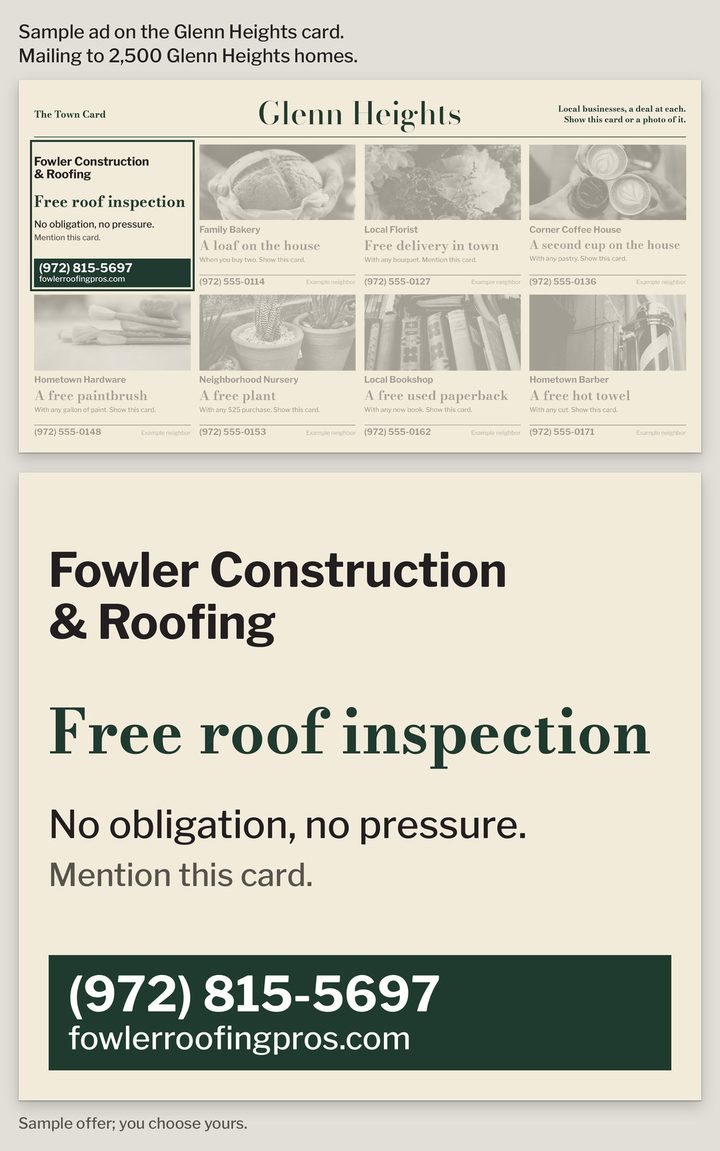 Sample ad on the Glenn Heights card.
Mailing to 2,500 Glenn Heights homes.
The Town Card
Glenn Heights
Local businesses, a deal at each.
Show this card or a photo of it.
Fowler Construction
& Roofing
Free roof inspection
No obligation, no pressure.
Mention this card.
(972) 815-5697
fowlerroofingpros.com
Family Bakery
A loaf on the house
When you buy two. Show this card.
(972) 555-0114
Example neighbor
Local Florist
Free delivery in town
With any bouquet. Mention this card.
(972) 555-0127
Example neighbor
Corner Coffee House
A second cup on the house
With any pastry. Show this card.
(972) 555-0136
Example neighbor
Hometown Hardware
A free paintbrush
With any gallon of paint. Show this card.
(972) 555-0148
Example neighbor
Neighborhood Nursery
A free plant
With any $25 purchase. Show this card.
(972) 555-0153
Example neighbor
Local Bookshop
A free used paperback
With any new book. Show this card.
(972) 555-0162
Example neighbor
Hometown Barber
A free hot towel
With any cut. Show this card.
(972) 555-0171
Example neighbor
Fowler Construction
& Roofing
Free roof inspection
No obligation, no pressure.
Mention this card.
(972) 815-5697
fowlerroofingpros.com
Sample offer; you choose yours.